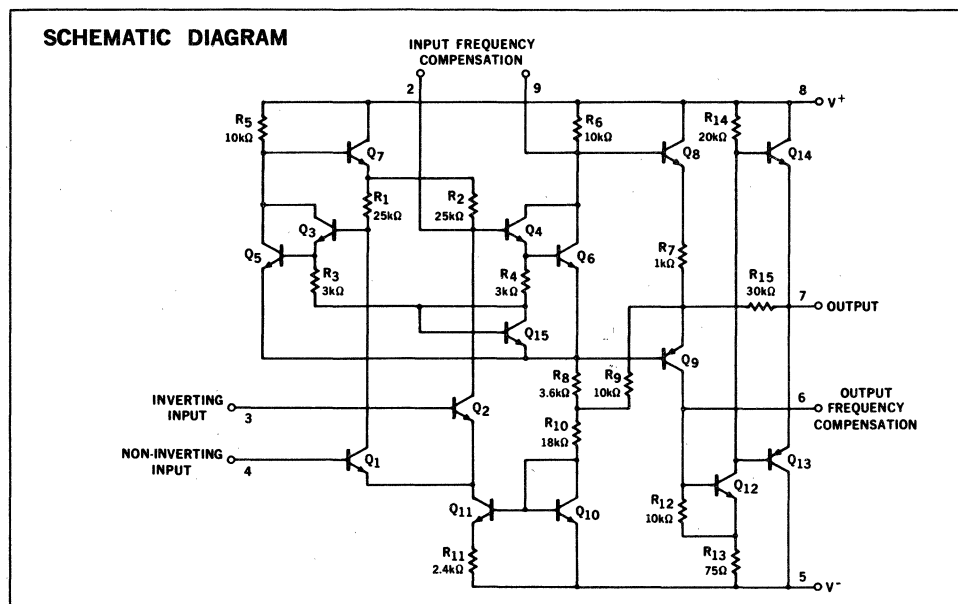 SCHEMATIC DIAGRAM
INPUT FREQUENCY
COMPENSATION
2
9
8
V+
R5
10kΩ
R6
10kΩ
R14
20kΩ
Q7
Q8
Q14
R1
25kΩ
R2
25kΩ
Q3
Q4
Q5
Q6
R7
1kΩ
R3
3kΩ
R4
3kΩ
R15
30kΩ
7
OUTPUT
Q15
Q9
R8
3.6kΩ
R9
10kΩ
INVERTING
INPUT
3
Q2
6
OUTPUT
FREQUENCY
COMPENSATION
R10
18kΩ
NON-INVERTING
INPUT
4
Q1
Q13
Q12
Q11
Q10
R12
10kΩ
R11
2.4kΩ
R13
75Ω
5
V-